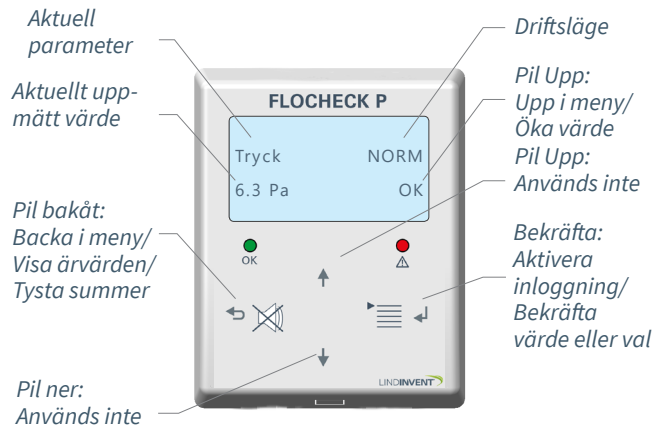 Aktuell
parameter
Driftsläge
Aktuellt upp-
mätt värde
Pil Upp:
Upp i meny/
Öka värde
Pil Upp:
Används inte
FLOCHECK P
Tryck NORM
6.3 Pa OK
OK
Pil bakåt:
Backa i meny/
Visa ärvärden/
Tysta summer
Bekräfta:
Aktivera
inloggning/
Bekräfta
värde eller val
Pil ner:
Används inte
LINDINVENT